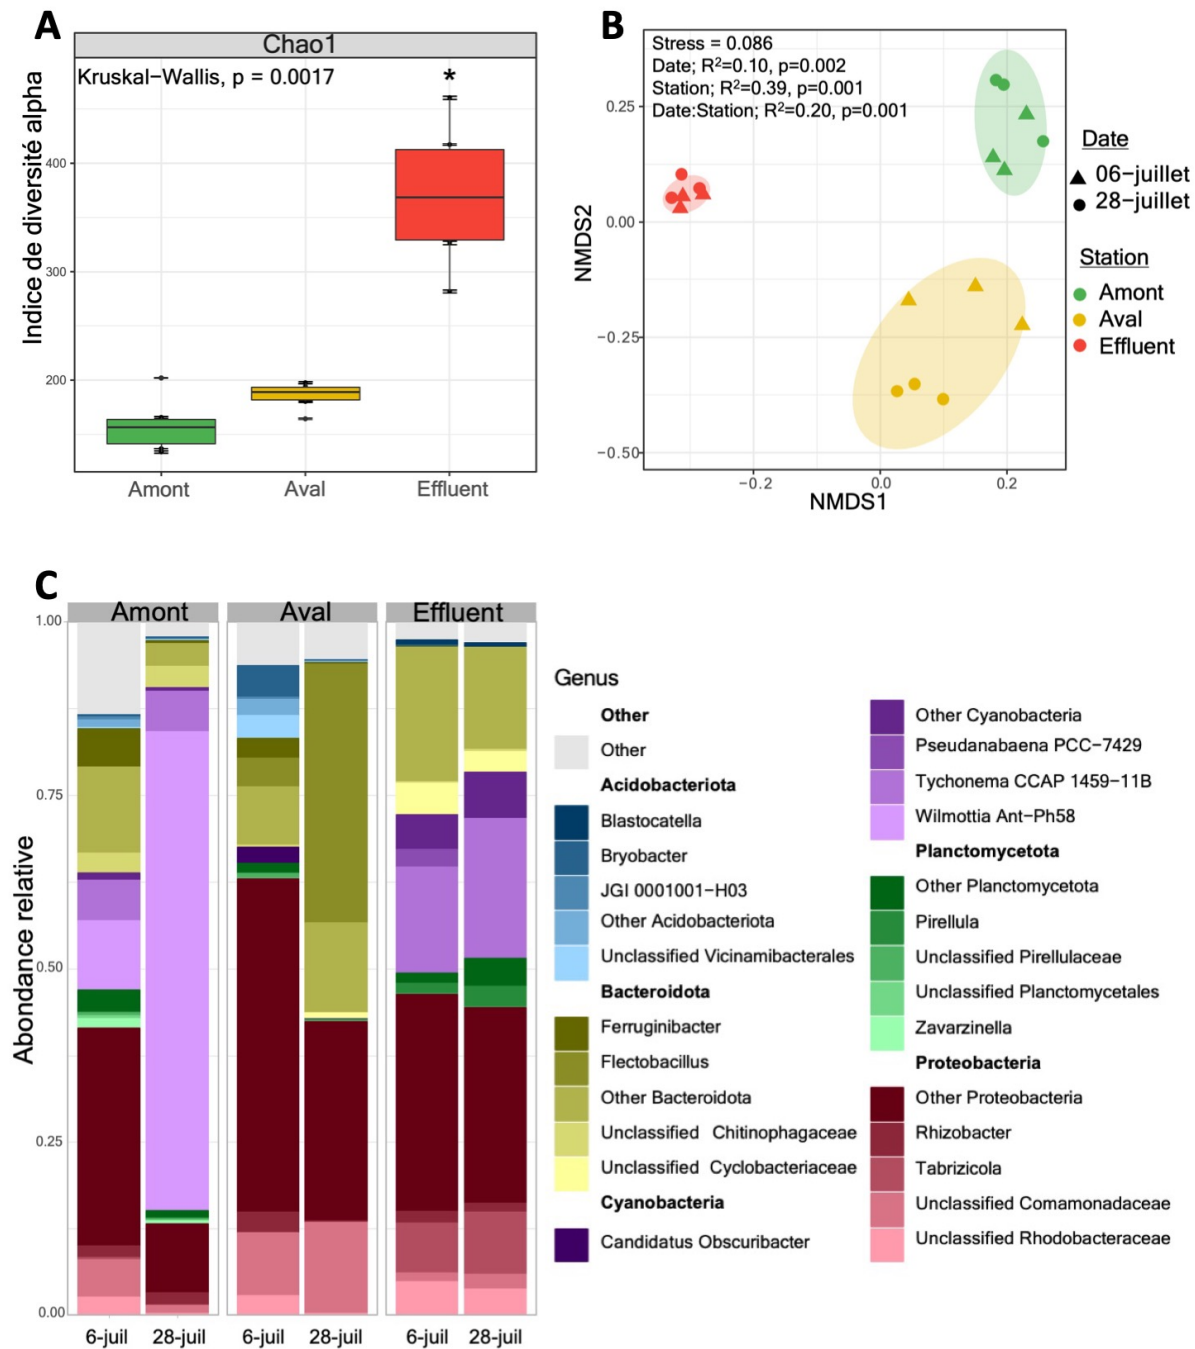 A
Chao1
Kruskal−Wallis, p = 0.0017
*
Indice de diversité alpha
400
300
200
Amont
Aval
Effluent
B
Stress = 0.086
Date; R²=0.10, p=0.002
Station; R²=0.39, p=0.001
Date:Station; R²=0.20, p=0.001
NMDS2
0.25
0.00
−0.25
−0.50
−0.2
0.0
0.2
NMDS1
Date
06-juillet
28-juillet
Station
Amont
Aval
Effluent
C
Amont
Aval
Effluent
Abondance relative
1.00
0.75
0.50
0.25
0.00
6-juil
28-juil
6-juil
28-juil
6-juil
28-juil
Genus
Other
Other
Acidobacteriota
Blastocatella
Bryobacter
JGI 0001001−H03
Other Acidobacteriota
Unclassified Vicinamibacterales
Bacteroidota
Ferruginibacter
Flectobacillus
Other Bacteroidota
Unclassified Chitinophagaceae
Unclassified Cyclobacteriaceae
Cyanobacteria
Candidatus Obscuribacter
Other Cyanobacteria
Pseudanabaena PCC−7429
Tychonema CCAP 1459−11B
Wilmottia Ant−Ph58
Planctomycetota
Other Planctomycetota
Pirellula
Unclassified Pirellulaceae
Unclassified Planctomycetales
Zavarzinella
Proteobacteria
Other Proteobacteria
Rhizobacter
Tabrizicola
Unclassified Comamonadaceae
Unclassified Rhodobacteraceae